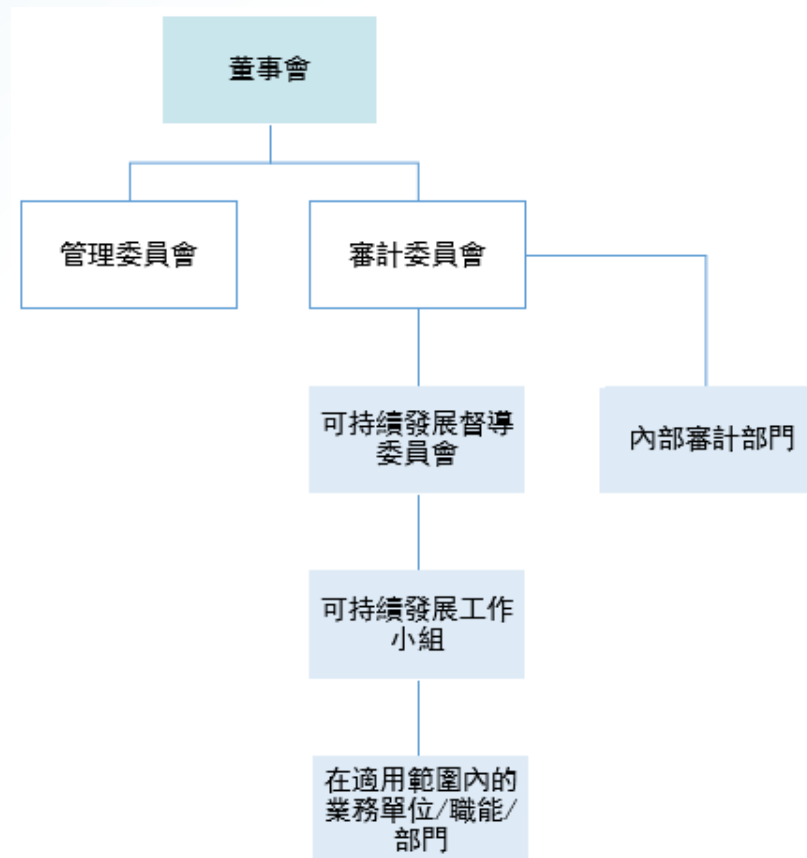 董事會
管理委員會
審計委員會
可持續發展督導
委員會
內部審計部門
可持續發展工作
小組
在適用範圍內的
業務單位/職能/
部門